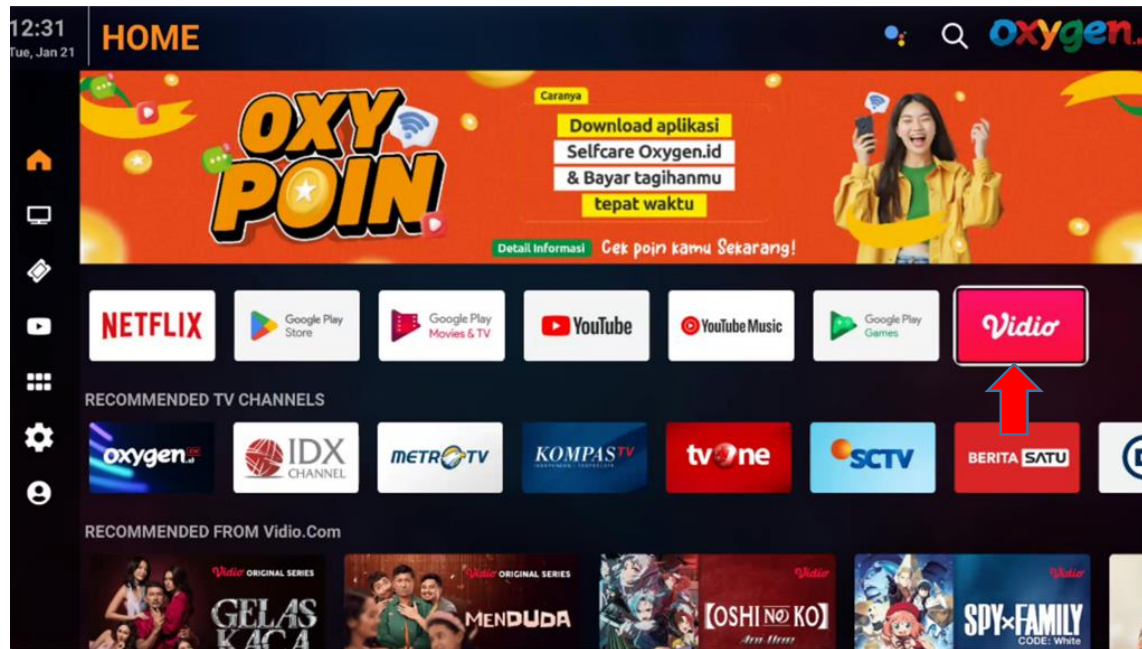 12:31
Tue, Jan 21
HOME
oxygen.
OXY
POIN
Caranya
Download aplikasi
Selfcare Oxygen.id
& Bayar tagihanmu
tepat waktu
Detail Informasi
Cek poin kamu Sekarang!
NETFLIX
Google Play
Store
Google Play
Movies & TV
YouTube
YouTube Music
Google Play
Games
Vidio
RECOMMENDED TV CHANNELS
oxygen.id
IDX
CHANNEL
METRO TV
KOMPAS TV
INDEPENDEN | TERPERCAYA
tvOne
SCTV
BERITA SATU
RECOMMENDED FROM Vidio.Com
Vidio ORIGINAL SERIES
GELAS
KACA
Vidio ORIGINAL SERIES
MENDUDA
Vidio
[OSHI NO KO]
Vidio
SPY×FAMILY
CODE: White